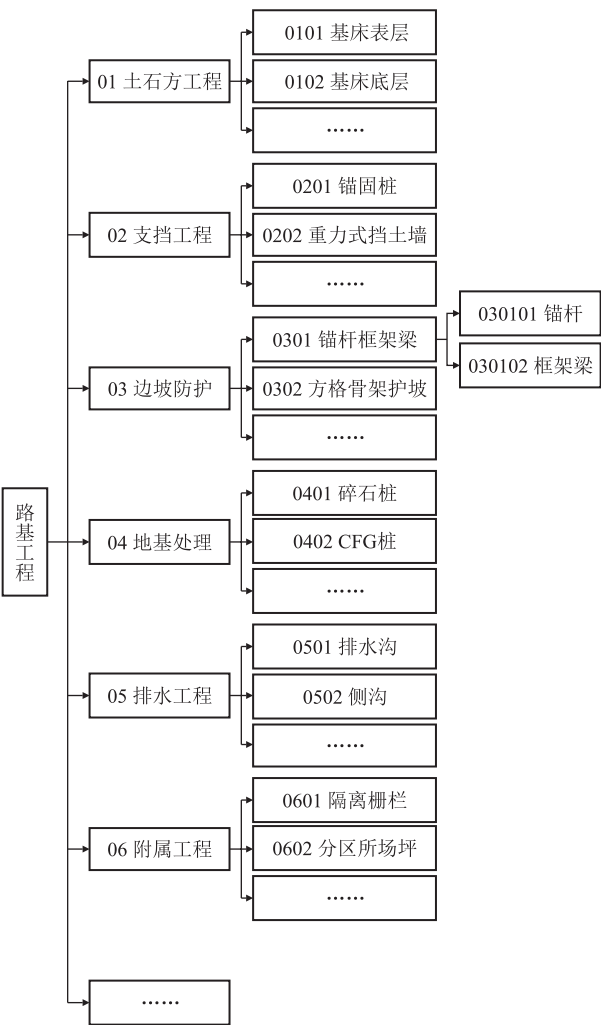 路基工程
01 土石方工程
0101 基床表层
0102 基床底层
……
02 支挡工程
0201 锚固桩
0202 重力式挡土墙
……
03 边坡防护
0301 锚杆框架梁
030101 锚杆
030102 框架梁
0302 方格骨架护坡
……
04 地基处理
0401 碎石桩
0402 CFG桩
……
05 排水工程
0501 排水沟
0502 侧沟
……
06 附属工程
0601 隔离栅栏
0602 分区所场坪
……
……